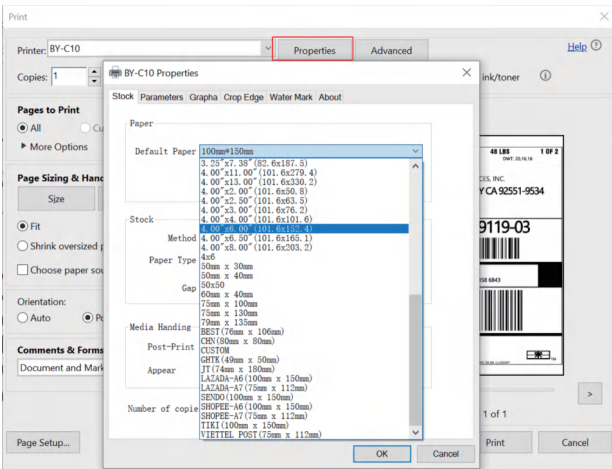 Print
Printer: BY-C10
Properties
Advanced
Help
Copies: 1
ink/toner
Pages to Print
All
Cu
More Options
Page Sizing & Hand
Size
Fit
Shrink oversized p
Choose paper sou
Orientation:
Auto
Po
Comments & Forms
Document and Mark
Page Setup...
BY-C10 Properties
Stock Parameters Grapha Crop Edge Water Mark About
Paper
Default Paper 100mm*150mm
3.25"x7.38"(82.6x187.5)
4.00"x11.00"(101.6x279.4)
4.00"x13.00"(101.6x330.2)
4.00"x2.00"(101.6x50.8)
4.00"x2.50"(101.6x63.5)
4.00"x3.00"(101.6x76.2)
4.00"x4.00"(101.6x101.6)
4.00"x6.00"(101.6x152.4)
4.00"x6.50"(101.6x165.1)
4.00"x8.00"(101.6x203.2)
4x6
50mm x 30mm
50mm x 40mm
50x50
60mm x 40mm
75mm x 100mm
75mm x 130mm
79mm x 135mm
BEST(76mm x 106mm)
CHN(80mm x 80mm)
CUSTOM
GHTK(49mm x 50mm)
JT(74mm x 180mm)
LAZADA-A6(100mm x 150mm)
LAZADA-A7(75mm x 112mm)
SENDO(100mm x 150mm)
SHOPEE-A6(100mm x 150mm)
SHOPEE-A7(75mm x 112mm)
TIKI(100mm x 150mm)
VIETTEL POST(75mm x 112mm)
Stock
Method
Paper Type
Gap
Media Handing
Post-Print
Appear
Number of copie
OK
Cancel
48 LBS
1 OF 2
DWT: 20,16,16
CES, INC.
Y CA 92551-9534
9119-03
6843
1 of 1
Print
Cancel